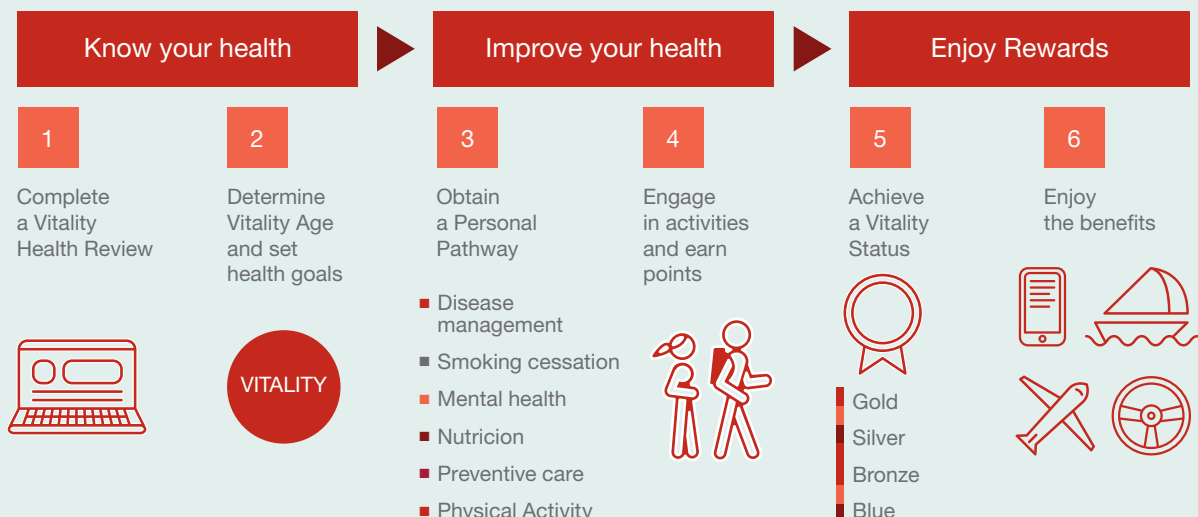 Know your health
Improve your health
Enjoy Rewards
1
Complete
a Vitality
Health Review
2
Determine
Vitality Age
and set
health goals
VITALITY
3
Obtain
a Personal
Pathway
Disease
management
Smoking cessation
Mental health
Nutricion
Preventive care
Physical Activity
4
Engage
in activities
and earn
points
5
Achieve
a Vitality
Status
Gold
Silver
Bronze
Blue
6
Enjoy
the benefits